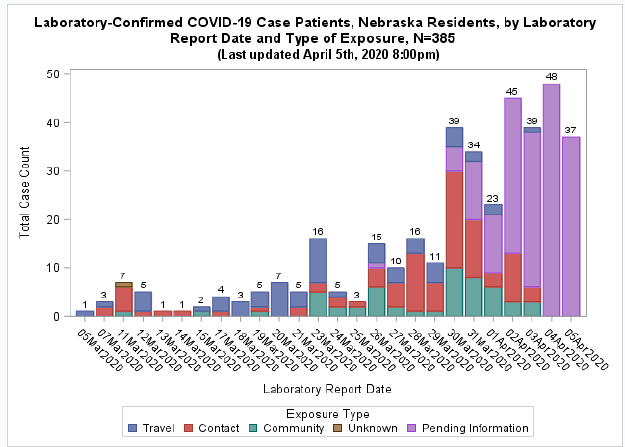 Laboratory-Confirmed COVID-19 Case Patients, Nebraska Residents, by Laboratory
Report Date and Type of Exposure, N=385
(Last updated April 5th, 2020 8:00pm)
Total Case Count
50
40
30
20
10
0
1
3
7
5
1
1
2
4
3
5
7
5
16
5
3
15
10
16
11
39
34
23
45
39
48
37
05Mar2020
07Mar2020
11Mar2020
12Mar2020
13Mar2020
14Mar2020
15Mar2020
17Mar2020
18Mar2020
19Mar2020
20Mar2020
21Mar2020
23Mar2020
24Mar2020
25Mar2020
26Mar2020
27Mar2020
28Mar2020
29Mar2020
30Mar2020
31Mar2020
01Apr2020
02Apr2020
03Apr2020
04Apr2020
05Apr2020
Laboratory Report Date
Exposure Type
Travel Contact Community Unknown Pending Information